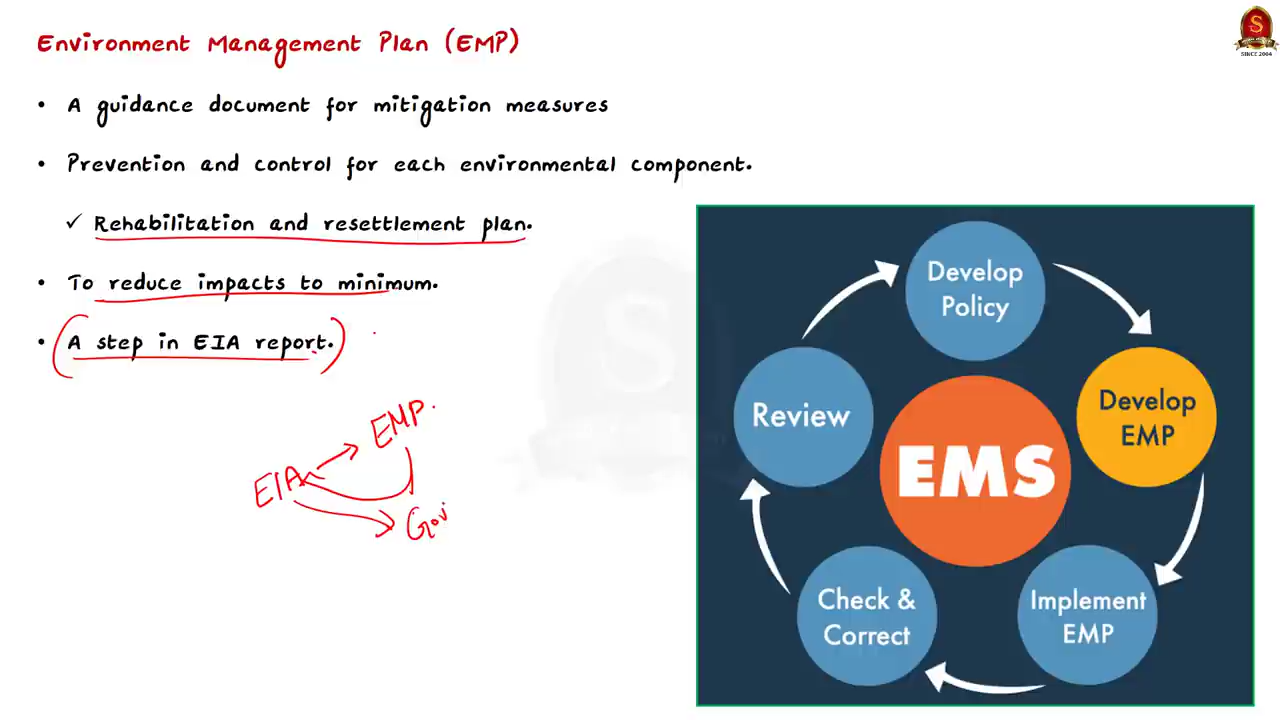 Environment Management Plan (EMP)
• A guidance document for mitigation measures
• Prevention and control for each environmental component.
✓ Rehabilitation and resettlement plan.
• To reduce impacts to minimum.
• A step in EIA report.
EMP.
EIA
Gov
Develop
Policy
Develop
EMP
Implement
EMP
Check &
Correct
Review
EMS
S
SINCE 2004
S